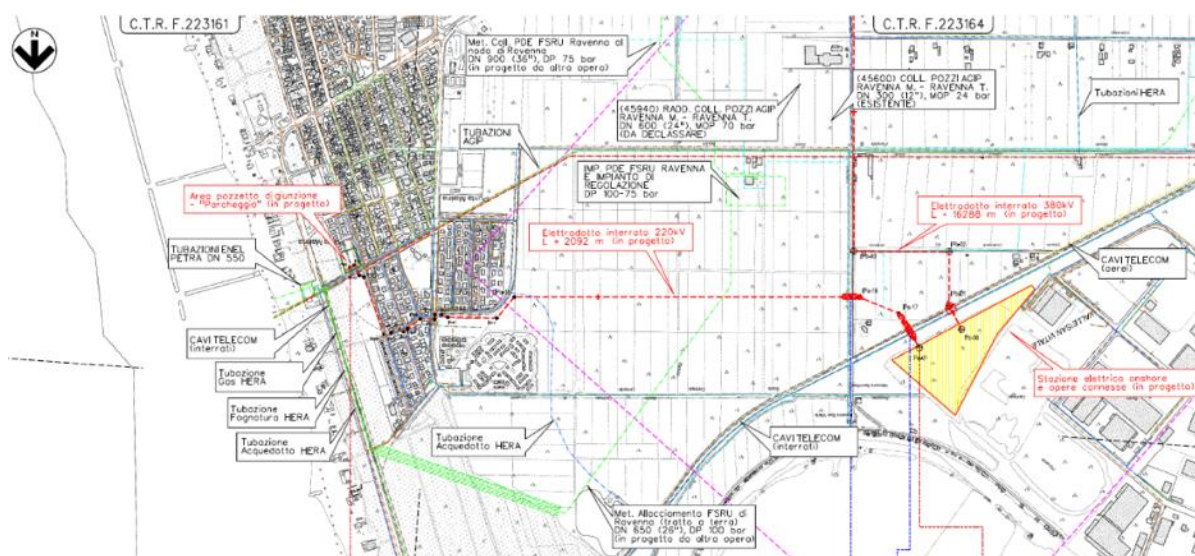 C.T.R. F.223161
C.T.R. F.223164
N
Met. Coll. PDE FSRU Ravenna al
nodo di Ravenna
DN 900 (36"), DP 75 bar
(in progetto da altra opera)
(45600) COLL. POZZI AGIP
RAVENNA M. - RAVENNA T.
DN 300 (12"), MOP 24 bar
(ESISTENTE)
Tubazioni HERA
(45940) RADD. COLL. POZZI AGIP
RAVENNA M. - RAVENNA T.
DN 600 (24"), MOP 70 bar
(DA DECLASSARE)
TUBAZIONI
AGIP
IMP. PDE FSRU RAVENNA
E IMPIANTO DI
REGOLAZIONE
DP 100-75 bar
Area pozzetto di giunzione
- "Parcheggio" (in progetto)
Elettrodotto interrato 380kV
L = 16288 m (in progetto)
Elettrodotto interrato 220kV
L = 2092 m (in progetto)
TUBAZIONI ENEL
PETRA DN 550
CAVI TELECOM
(aerei)
CAVI TELECOM
(interrati)
VALLE SAN VITALE
Tubazione
Gas HERA
Stazione elettrica onshore
e opere connesse (in progetto)
Tubazione
Fognatura HERA
Tubazione
Acquedotto HERA
Tubazione
Acquedotto HERA
CAVI TELECOM
(interrati)
Met. Allacciamento FSRU di
Ravenna (tratto a terra)
DN 650 (26"), DP 100 bar
(in progetto da altra opera)